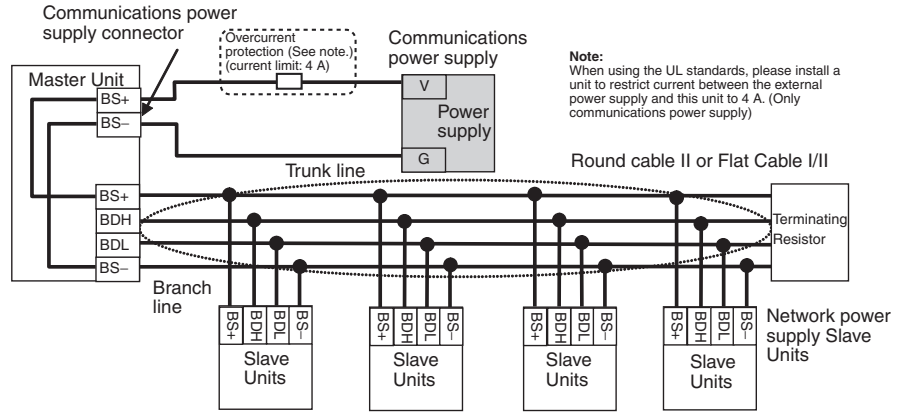 Communications power
supply connector
Overcurrent
protection (See note.)
(current limit: 4 A)
Communications
power supply
Note:
When using the UL standards, please install a
unit to restrict current between the external
power supply and this unit to 4 A. (Only
communications power supply)
Master Unit
BS+
BS−
V
Power
supply
G
Trunk line
Round cable II or Flat Cable I/II
BS+
BDH
BDL
BS−
Terminating
Resistor
Branch
line
BS+
BDH
BDL
BS−
Slave
Units
BS+
BDH
BDL
BS−
Slave
Units
BS+
BDH
BDL
BS−
Slave
Units
BS+
BDH
BDL
BS−
Slave
Units
Network power
supply Slave
Units